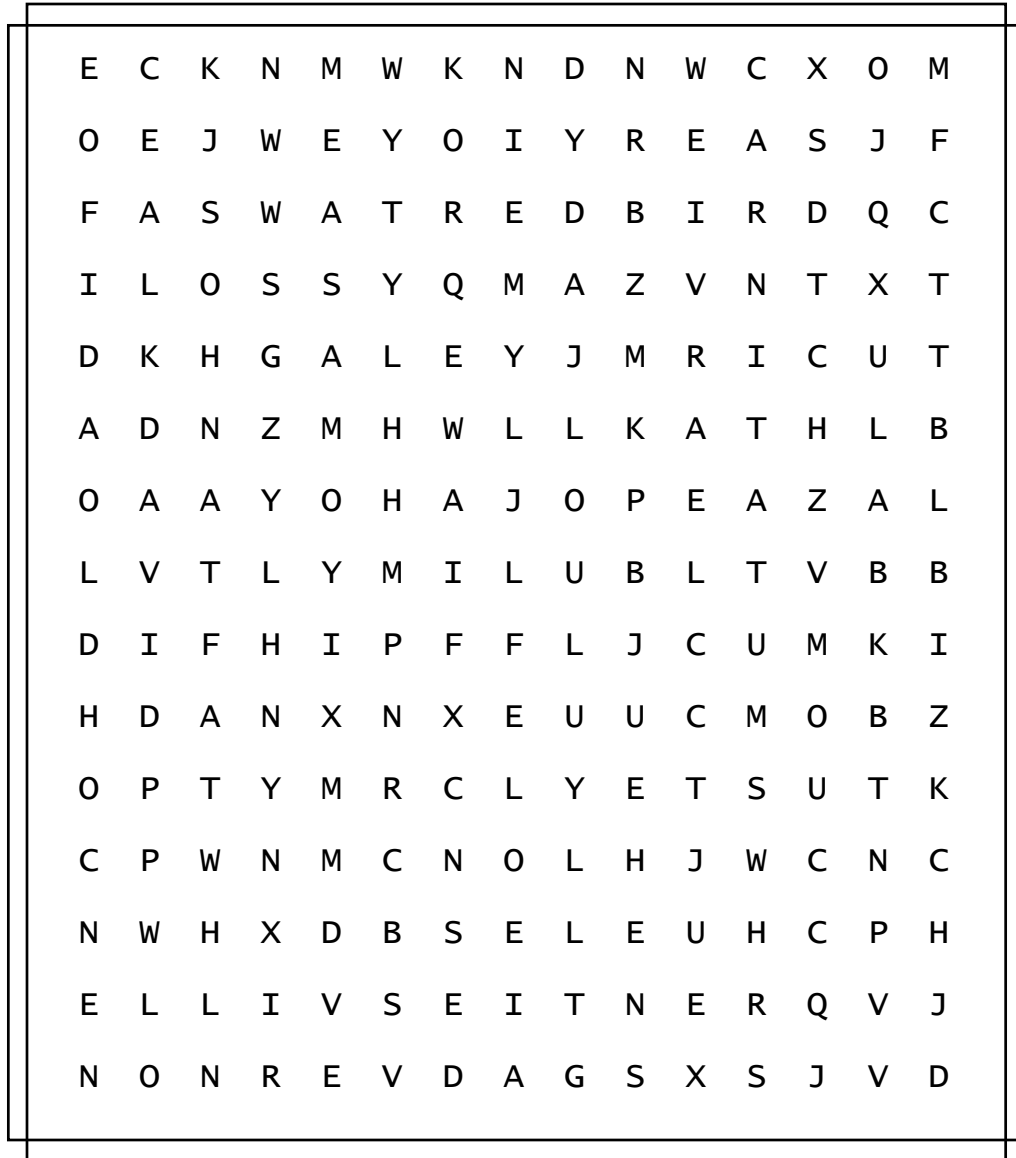 E C K N M W K N D N W C X O M
O E J W E Y O I Y R E A S J F
F A S W A T R E D B I R D Q C
I L O S S Y Q M A Z V N T X T
D K H G A L E Y J M R I C U T
A D N Z M H W L L K A T H L B
O A A Y O H A J O P E A Z A L
L V T L Y M I L U B L T V B B
D I F H I P F F L J C U M K I
H D A N X N X E U U C M O B Z
O P T Y M R C L Y E T S U T K
C P W N M C N O L H J W C N C
N W H X D B S E L E U H C P H
E L L I V S E I T N E R Q V J
N O N R E V D A G S X S J V D